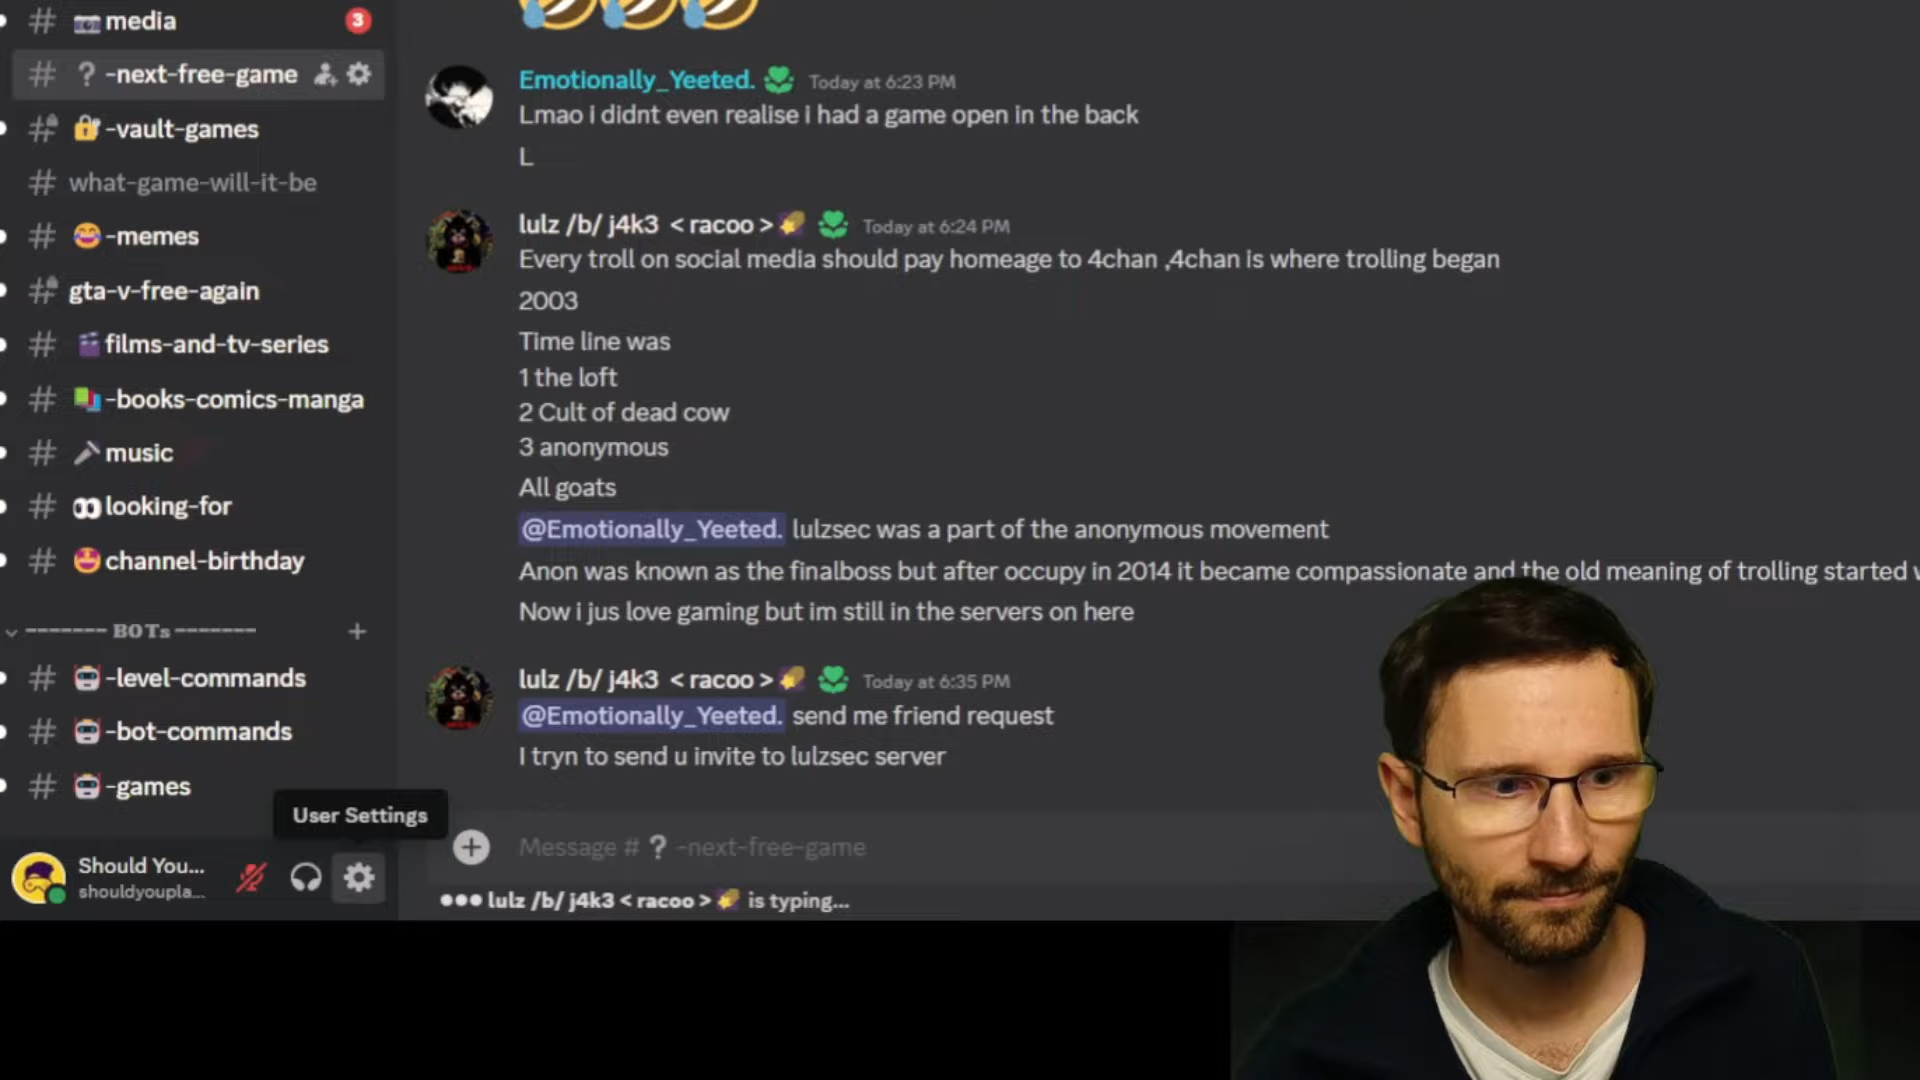 media
3
? -next-free-game
-vault-games
what-game-will-it-be
-memes
gta-v-free-again
films-and-tv-series
-books-comics-manga
music
looking-for
channel-birthday
------- BOTs -------
-level-commands
-bot-commands
-games
User Settings
Should You...
shouldyoupla...
Emotionally_Yeeted. Today at 6:23 PM
Lmao i didnt even realise i had a game open in the back
L
lulz /b/ j4k3 < racoo > Today at 6:24 PM
Every troll on social media should pay homeage to 4chan ,4chan is where trolling began
2003
Time line was
1 the loft
2 Cult of dead cow
3 anonymous
All goats
@Emotionally_Yeeted. lulzsec was a part of the anonymous movement
Anon was known as the finalboss but after occupy in 2014 it became compassionate and the old meaning of trolling started
Now i jus love gaming but im still in the servers on here
lulz /b/ j4k3 < racoo > Today at 6:35 PM
@Emotionally_Yeeted. send me friend request
I tryn to send u invite to lulzsec server
Message # ? -next-free-game
lulz /b/ j4k3 < racoo > is typing...